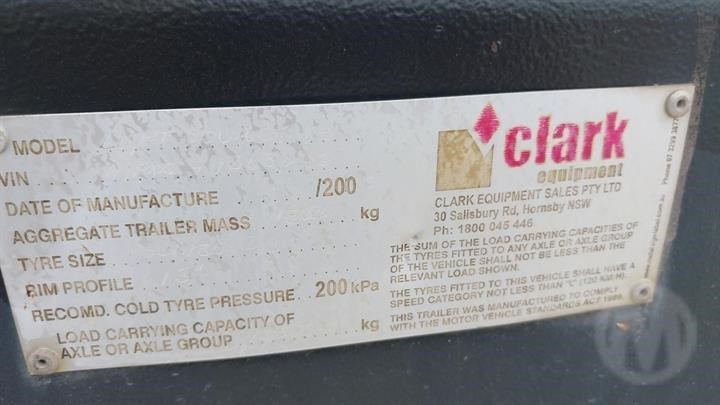 MODEL
VIN
DATE OF MANUFACTURE /200
AGGREGATE TRAILER MASS kg
TYRE SIZE
RIM PROFILE
RECOMD. COLD TYRE PRESSURE 200 kPa
LOAD CARRYING CAPACITY OF
AXLE OR AXLE GROUP kg
clark
equipment
CLARK EQUIPMENT SALES PTY LTD
30 Salisbury Rd, Hornsby NSW
Ph: 1800 045 446
THE SUM OF THE LOAD CARRYING CAPACITIES OF
THE TYRES FITTED TO ANY AXLE OR AXLE GROUP
OF THE VEHICLE SHALL NOT BE LESS THAN THE
RELEVANT LOAD SHOWN.
THE TYRES FITTED TO THIS VEHICLE SHALL HAVE A
SPEED CATEGORY NOT LESS THAN "L" (120 KM/H).
THIS TRAILER WAS MANUFACTURED TO COMPLY
WITH THE MOTOR VEHICLE STANDARDS ACT 1989.
M